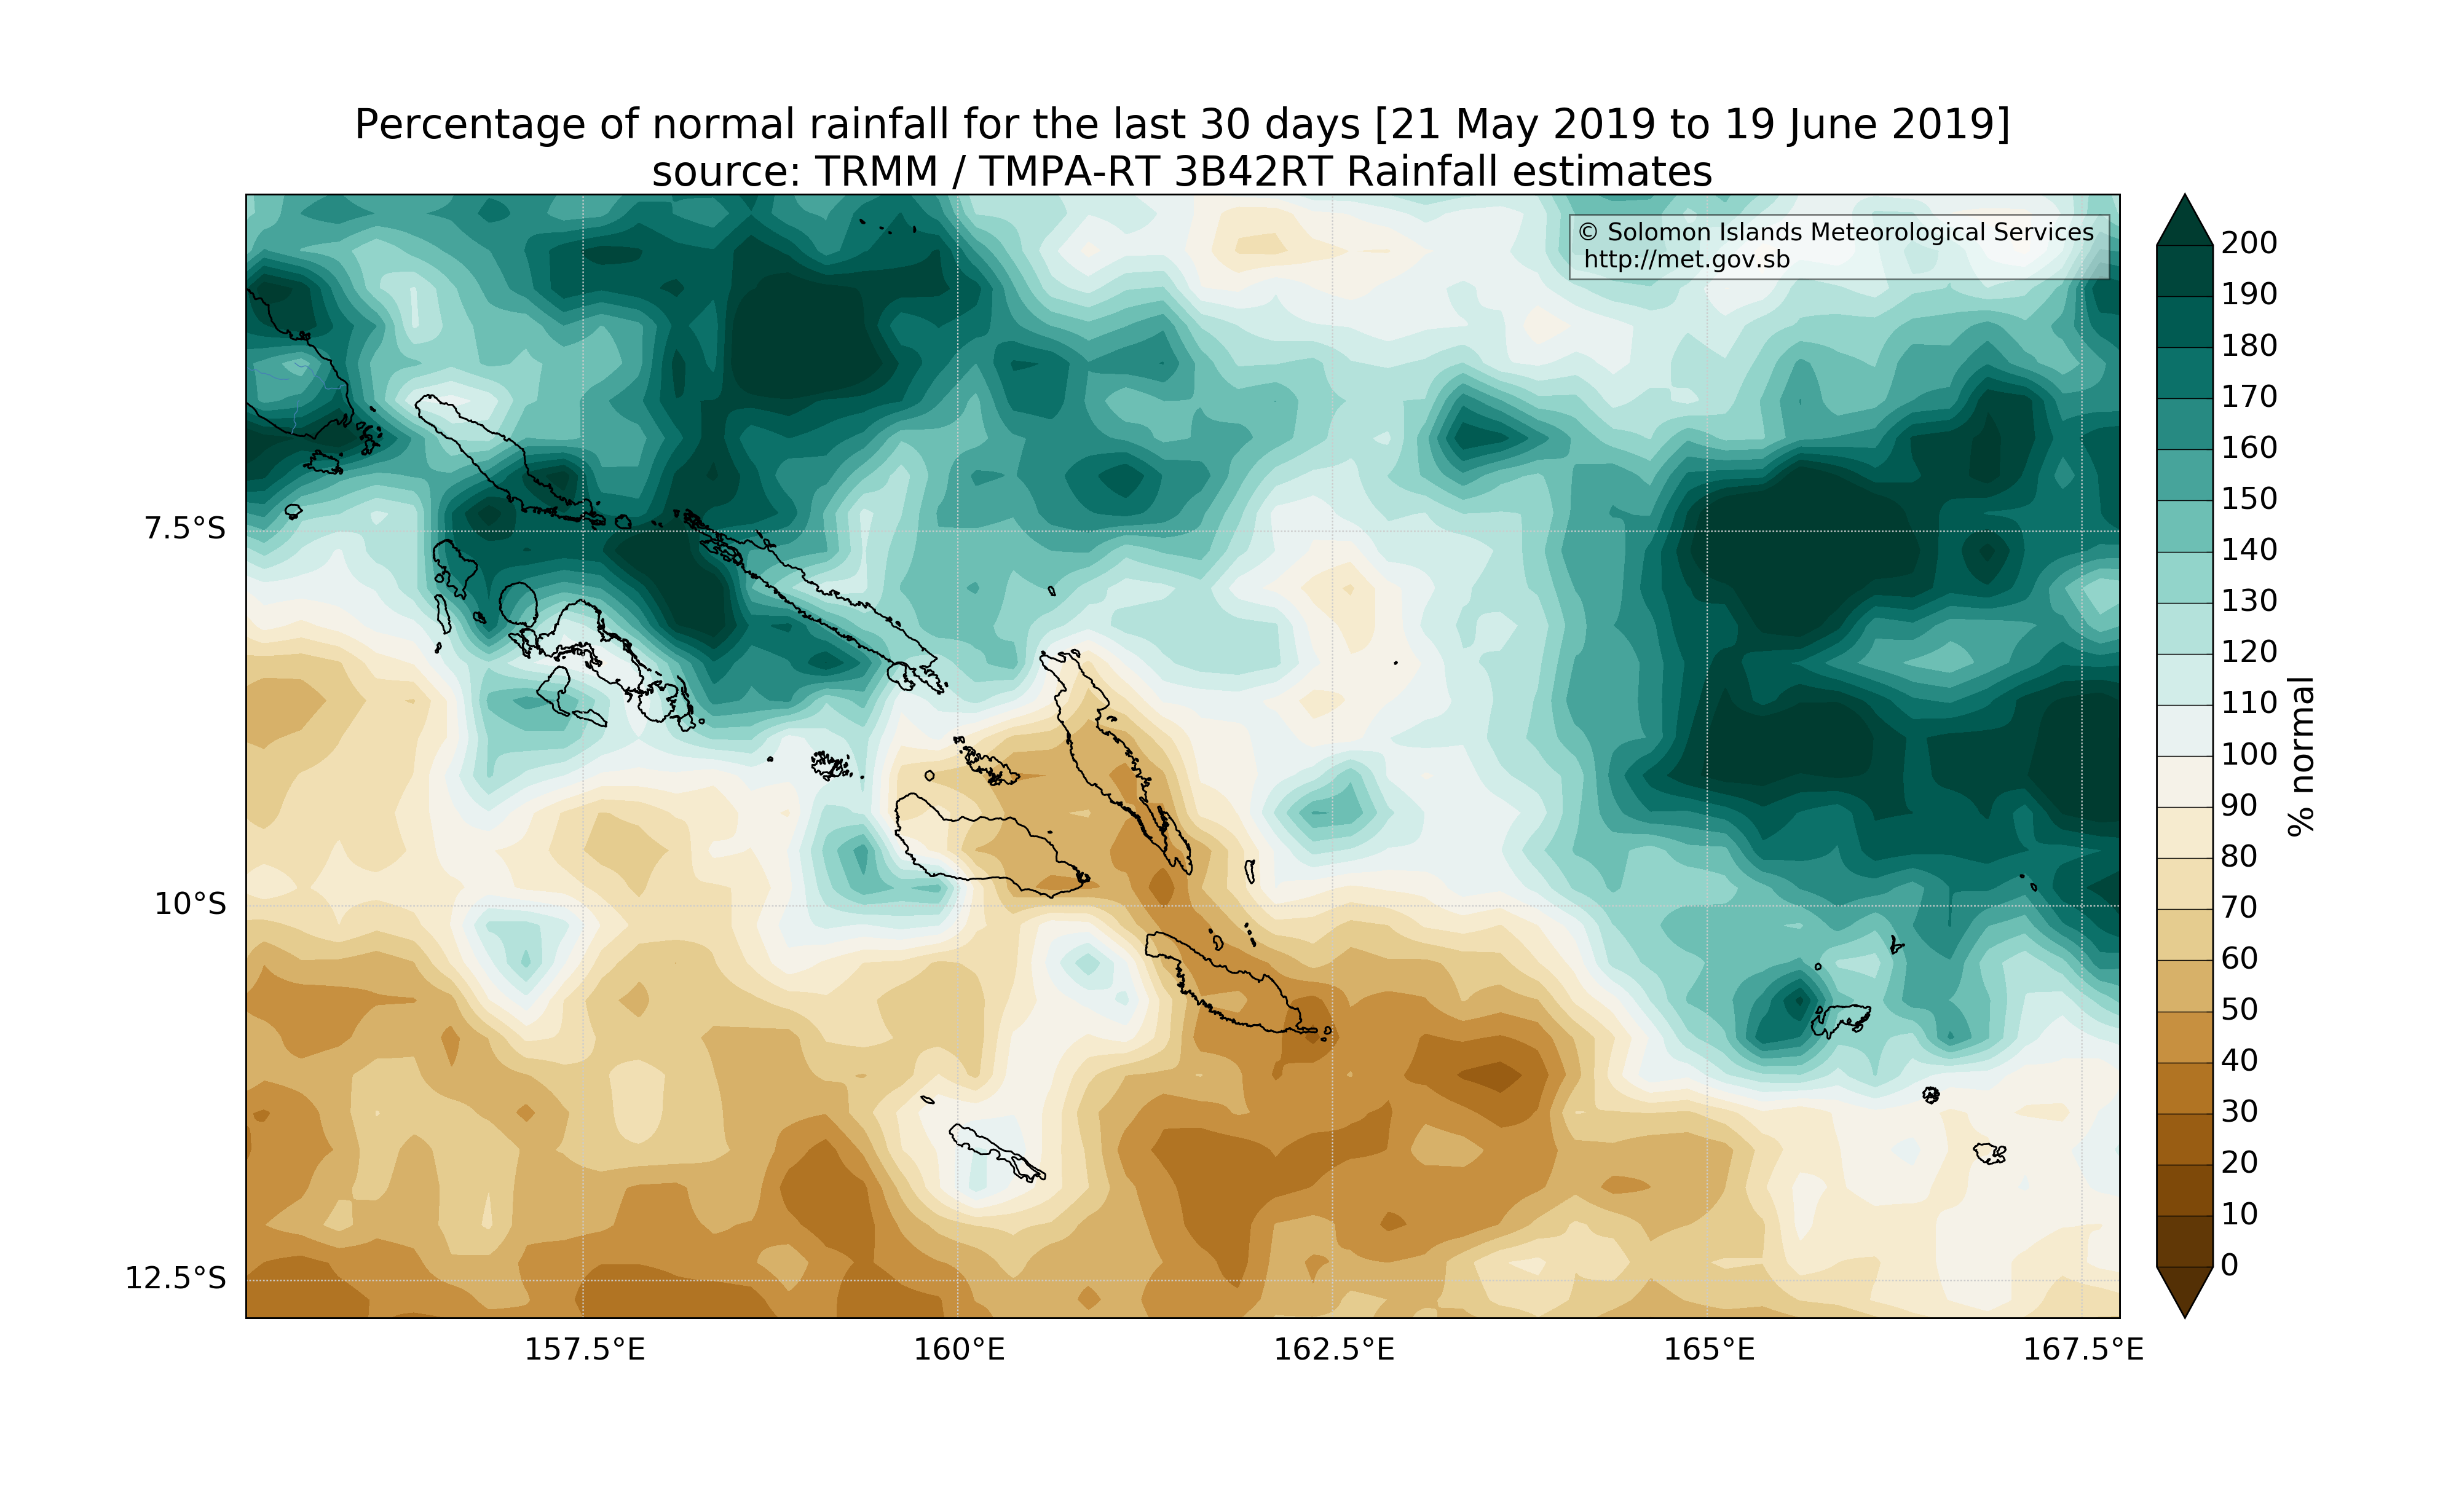 Percentage of normal rainfall for the last 30 days [21 May 2019 to 19 June 2019]
source: TRMM / TMPA-RT 3B42RT Rainfall estimates
© Solomon Islands Meteorological Services
http://met.gov.sb
7.5°S
10°S
12.5°S
157.5°E
160°E
162.5°E
165°E
167.5°E
200
190
180
170
160
150
140
130
120
110
100
90
80
70
60
50
40
30
20
10
0
% normal